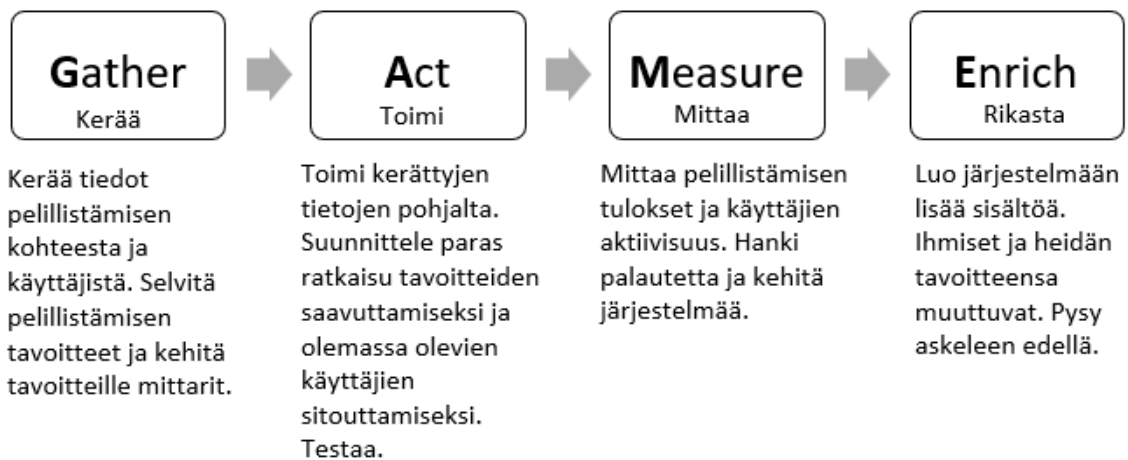 Gather
Kerää
Act
Toimi
Measure
Mittaa
Enrich
Rikasta
Kerää tiedot
pelillistämisen
kohteesta ja
käyttäjistä. Selvitä
pelillistämisen
tavoitteet ja kehitä
tavoitteille mittarit.
Toimi kerättyjen
tietojen pohjalta.
Suunnittele paras
ratkaisu tavoitteiden
saavuttamiseksi ja
olemassa olevien
käyttäjien
sitouttamiseksi.
Testaa.
Mittaa pelillistämisen
tulokset ja käyttäjien
aktiivisuus. Hanki
palautetta ja kehitä
järjestelmää.
Luo järjestelmään
lisää sisältöä.
Ihmiset ja heidän
tavoitteensa
muuttuvat. Pysy
askeleen edellä.